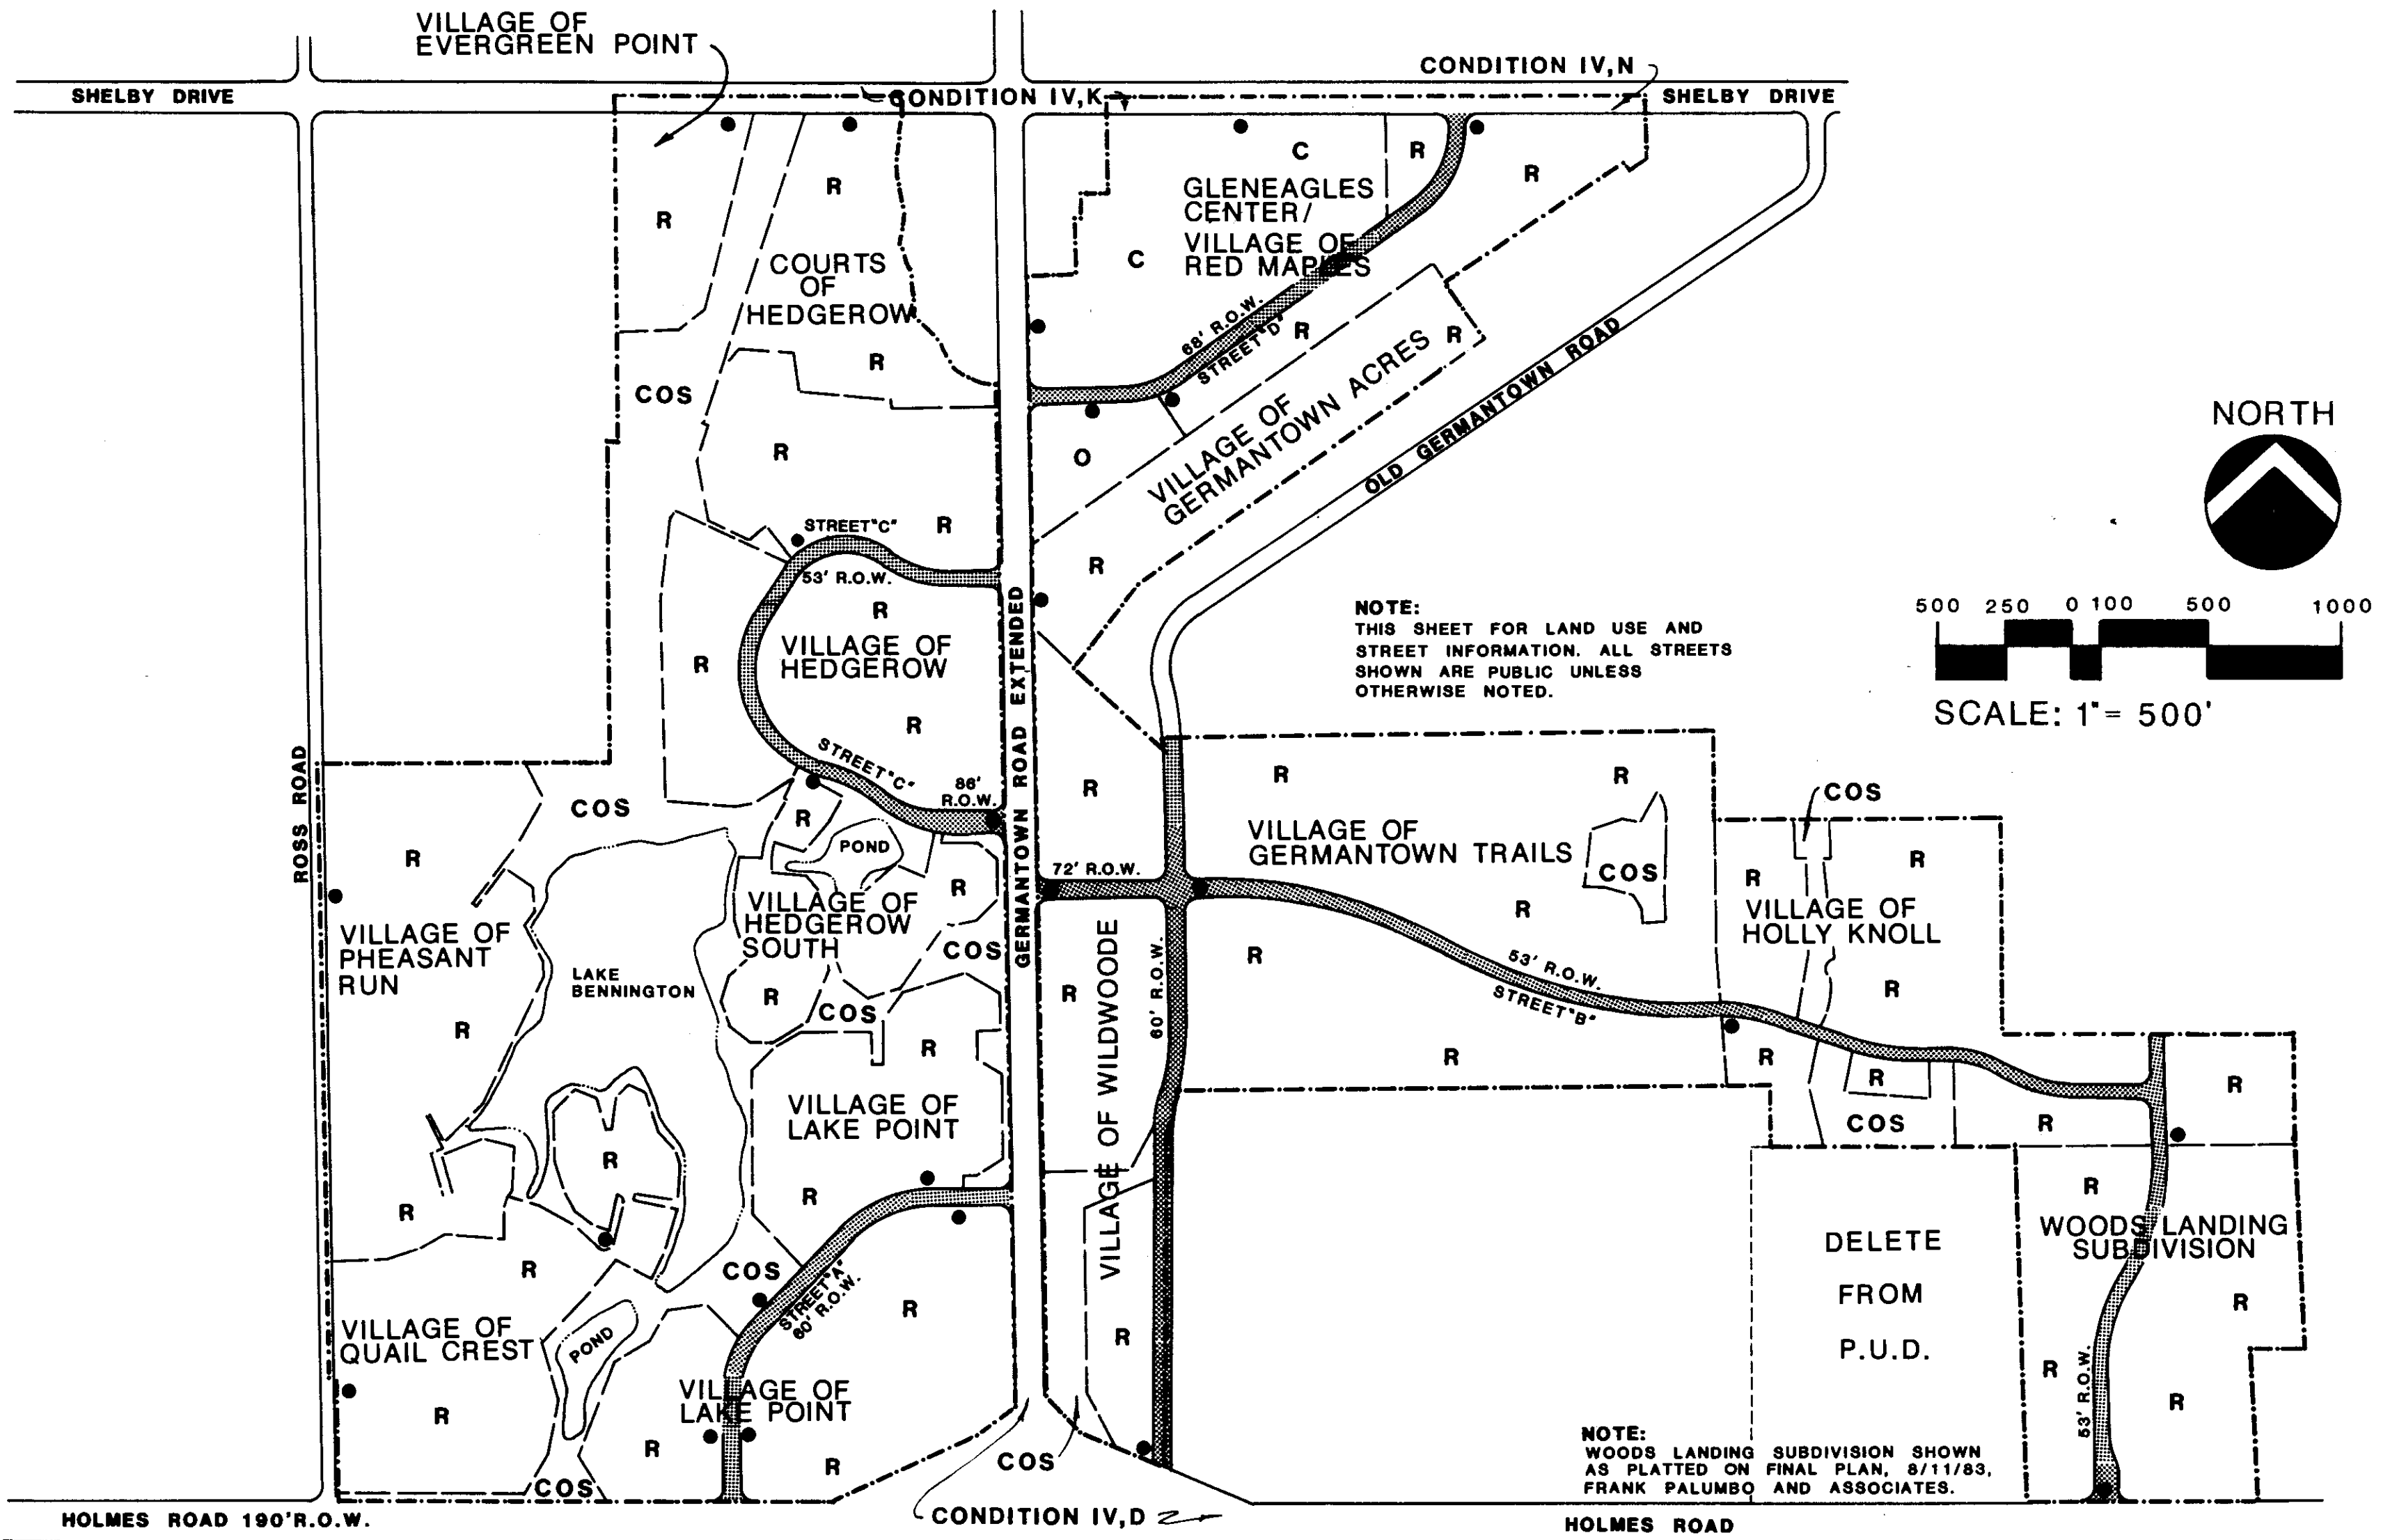 VILLAGE OF
EVERGREEN POINT
CONDITION IV,N
SHELBY DRIVE
CONDITION IV,K
SHELBY DRIVE
C
R
R
R
R
GLENEAGLES
CENTER/
VILLAGE OF
RED MAPLES
C
COURTS
OF
HEDGEROW
68' R.O.W.
STREET "D"
R
R
R
COS
VILLAGE OF
GERMANTOWN ACRES
OLD GERMANTOWN ROAD
NORTH
R
O
STREET "C"
R
53' R.O.W.
R
R
VILLAGE OF
HEDGEROW
R
R
GERMANTOWN ROAD EXTENDED
NOTE:
THIS SHEET FOR LAND USE AND
STREET INFORMATION. ALL STREETS
SHOWN ARE PUBLIC UNLESS
OTHERWISE NOTED.
500 250 0 100 500 1000
SCALE: 1"= 500'
STREET "C"
86'
R.O.W.
ROSS ROAD
COS
R
R
R
R
COS
R
POND
VILLAGE OF
GERMANTOWN TRAILS
COS
72' R.O.W.
R
R
R
VILLAGE OF
HOLLY KNOLL
VILLAGE OF
HEDGEROW
SOUTH
R
COS
R
R
VILLAGE OF
PHEASANT
RUN
LAKE
BENNINGTON
R
COS
R
60' R.O.W.
53' R.O.W.
STREET "B"
R
R
R
R
R
R
R
VILLAGE OF WILDWOODE
VILLAGE OF
LAKE POINT
COS
R
R
R
R
R
DELETE
FROM
P.U.D.
WOODS LANDING
SUBDIVISION
R
COS
STREET "A"
60' R.O.W.
R
R
R
VILLAGE OF
QUAIL CREST
POND
R
R
53' R.O.W.
VILLAGE OF
LAKE POINT
R
R
R
COS
COS
NOTE:
WOODS LANDING SUBDIVISION SHOWN
AS PLATTED ON FINAL PLAN, 8/11/83,
FRANK PALUMBO AND ASSOCIATES.
CONDITION IV,D
HOLMES ROAD 190'R.O.W.
HOLMES ROAD